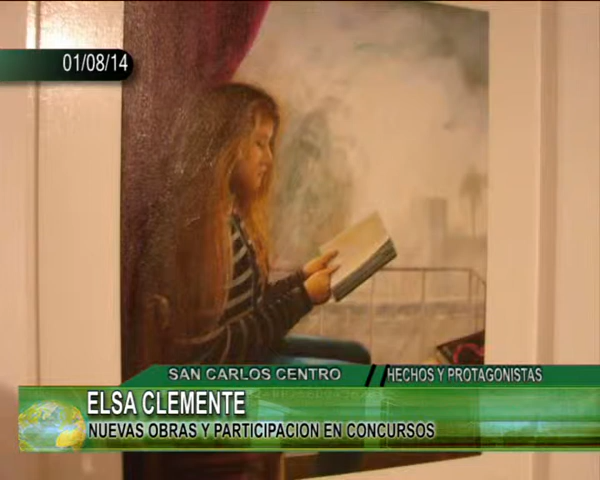 01/08/14
SAN CARLOS CENTRO // HECHOS Y PROTAGONISTAS
ELSA CLEMENTE
NUEVAS OBRAS Y PARTICIPACION EN CONCURSOS